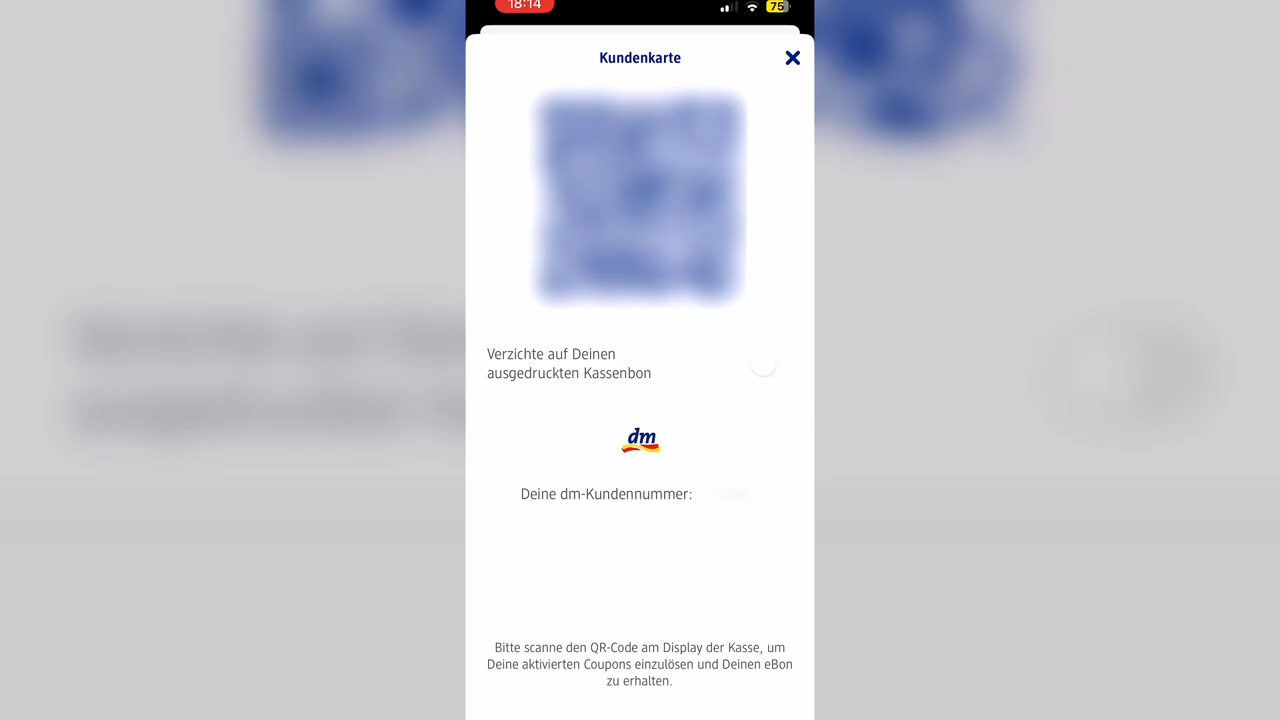 18:14
75
Kundenkarte
Verzichte auf Deinen
ausgedruckten Kassenbon
dm
Deine dm-Kundennummer:
Bitte scanne den QR-Code am Display der Kasse, um
Deine aktivierten Coupons einzulösen und Deinen eBon
zu erhalten.